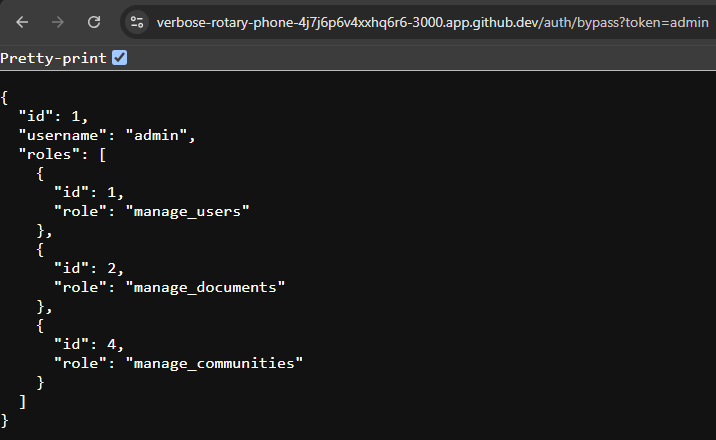 verbose-rotary-phone-4j7j6p6v4xxhq6r6-3000.app.github.dev/auth/bypass?token=admin
Pretty-print
{
  "id": 1,
  "username": "admin",
  "roles": [
    {
      "id": 1,
      "role": "manage_users"
    },
    {
      "id": 2,
      "role": "manage_documents"
    },
    {
      "id": 4,
      "role": "manage_communities"
    }
  ]
}